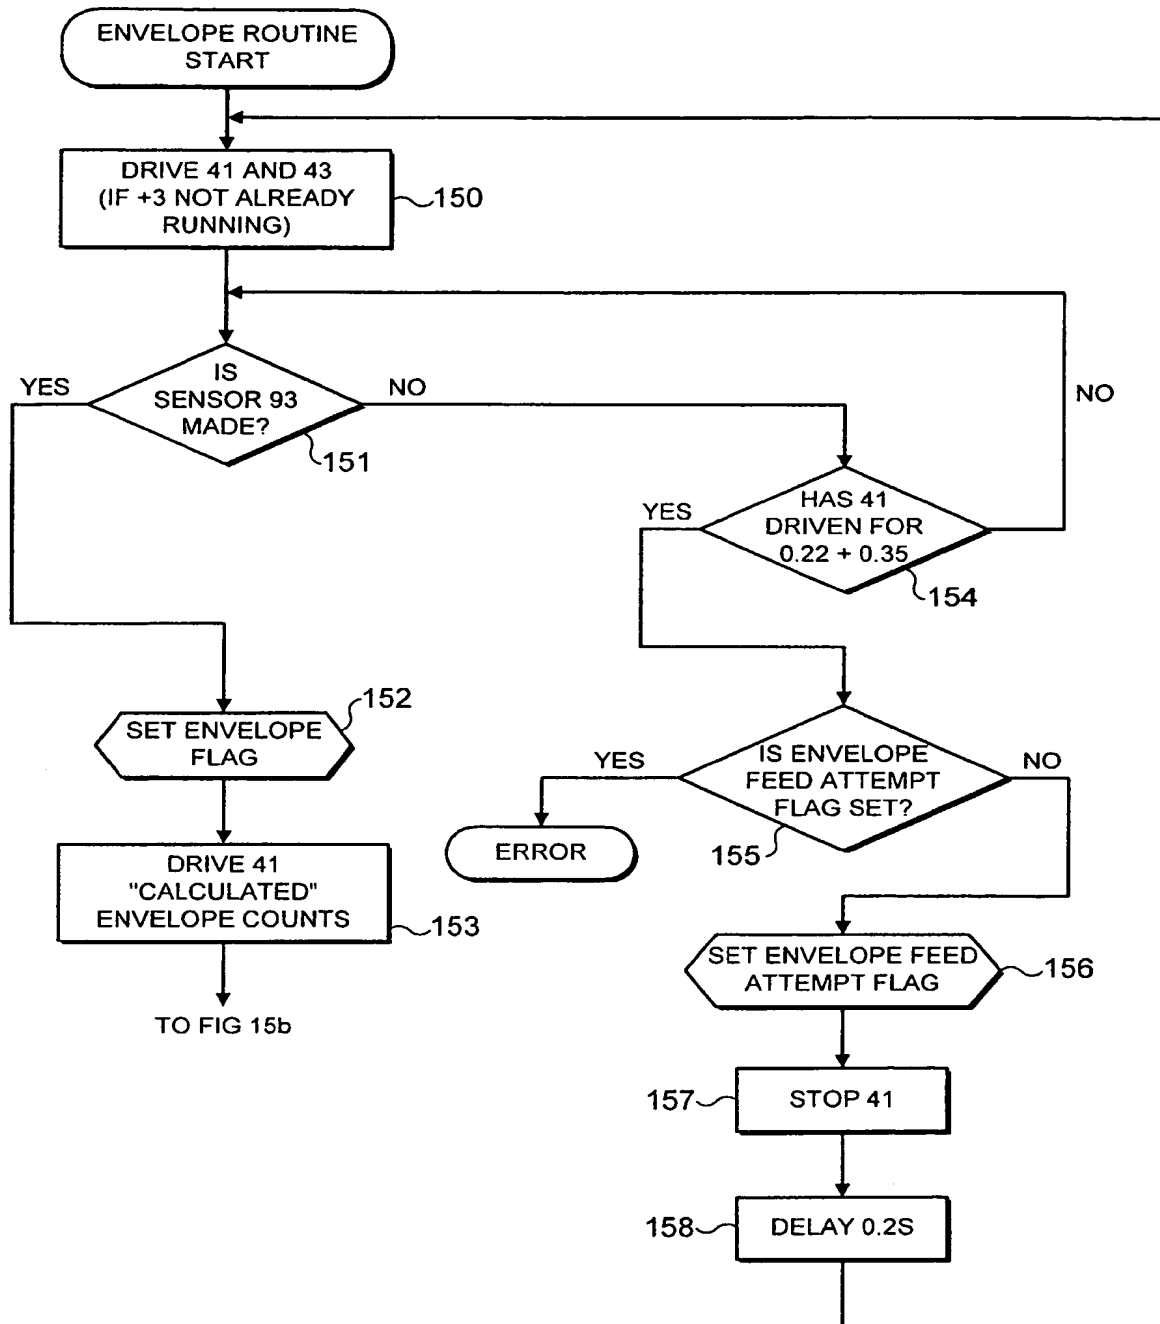 ENVELOPE ROUTINE
START
DRIVE 41 AND 43
(IF +3 NOT ALREADY
RUNNING)
150
IS
SENSOR 93
MADE?
YES
NO
151
NO
HAS 41
DRIVEN FOR
0.22 + 0.35
YES
154
152
SET ENVELOPE
FLAG
IS ENVELOPE
FEED ATTEMPT
FLAG SET?
YES
NO
155
ERROR
DRIVE 41
"CALCULATED"
ENVELOPE COUNTS
153
TO FIG 15b
SET ENVELOPE FEED
ATTEMPT FLAG
156
157
STOP 41
158
DELAY 0.2S